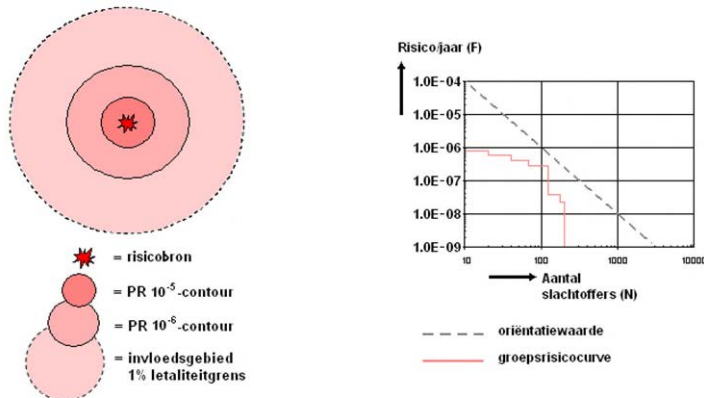 = risicobron
= PR 10⁻⁵-contour
= PR 10⁻⁶-contour
= invloedsgebied
1% letaliteitgrens
Risico/jaar (F)
1.0E-04
1.0E-05
1.0E-06
1.0E-07
1.0E-08
1.0E-09
10 100 1000 10000
Aantal
slachtoffers (N)
oriëntatiewaarde
groepsrisicocurve